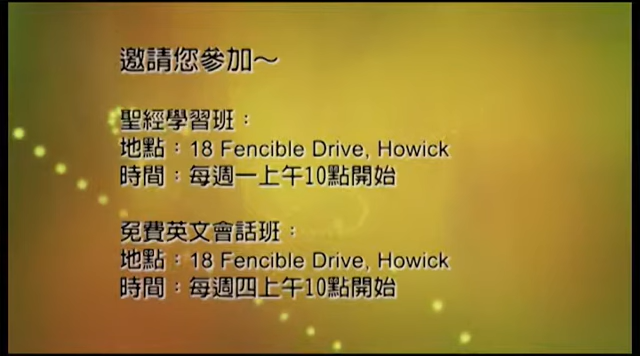 邀請您參加～
聖經學習班：
地點：18 Fencible Drive, Howick
時間：每週一上午10點開始
免費英文會話班：
地點：18 Fencible Drive, Howick
時間：每週四上午10點開始